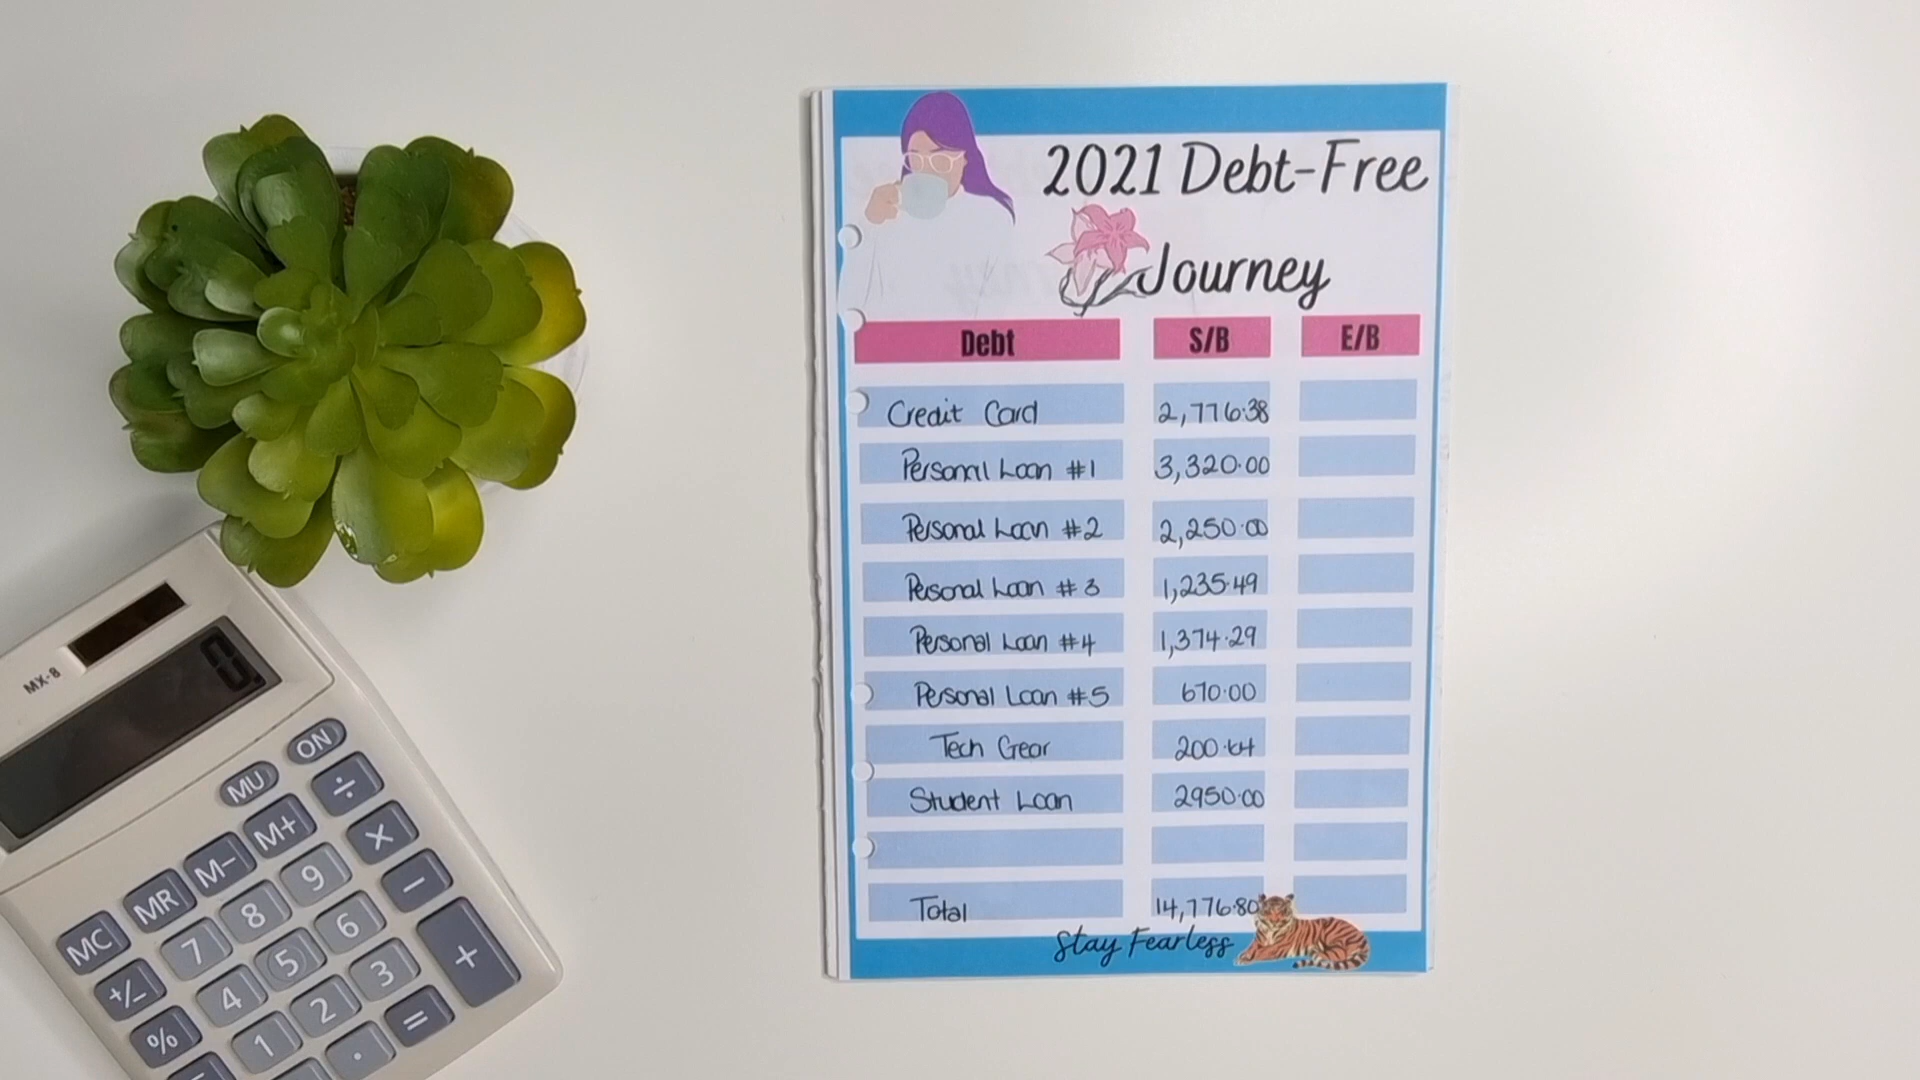 2021 Debt-Free
Journey
Debt S/B E/B
Credit Card 2,776.38
Personal Loan #1 3,320.00
Personal Loan #2 2,250.00
Personal Loan #3 1,235.49
Personal Loan #4 1,374.29
Personal Loan #5 670.00
Tech Gear 200.64
Student Loan 2950.00
Total 14,776.80
Stay Fearless
MX-8
0.
ON
MU ÷
MC MR M- M+ ×
7 8 9 −
+/- 4 5 6 +
% 1 2 3
. =